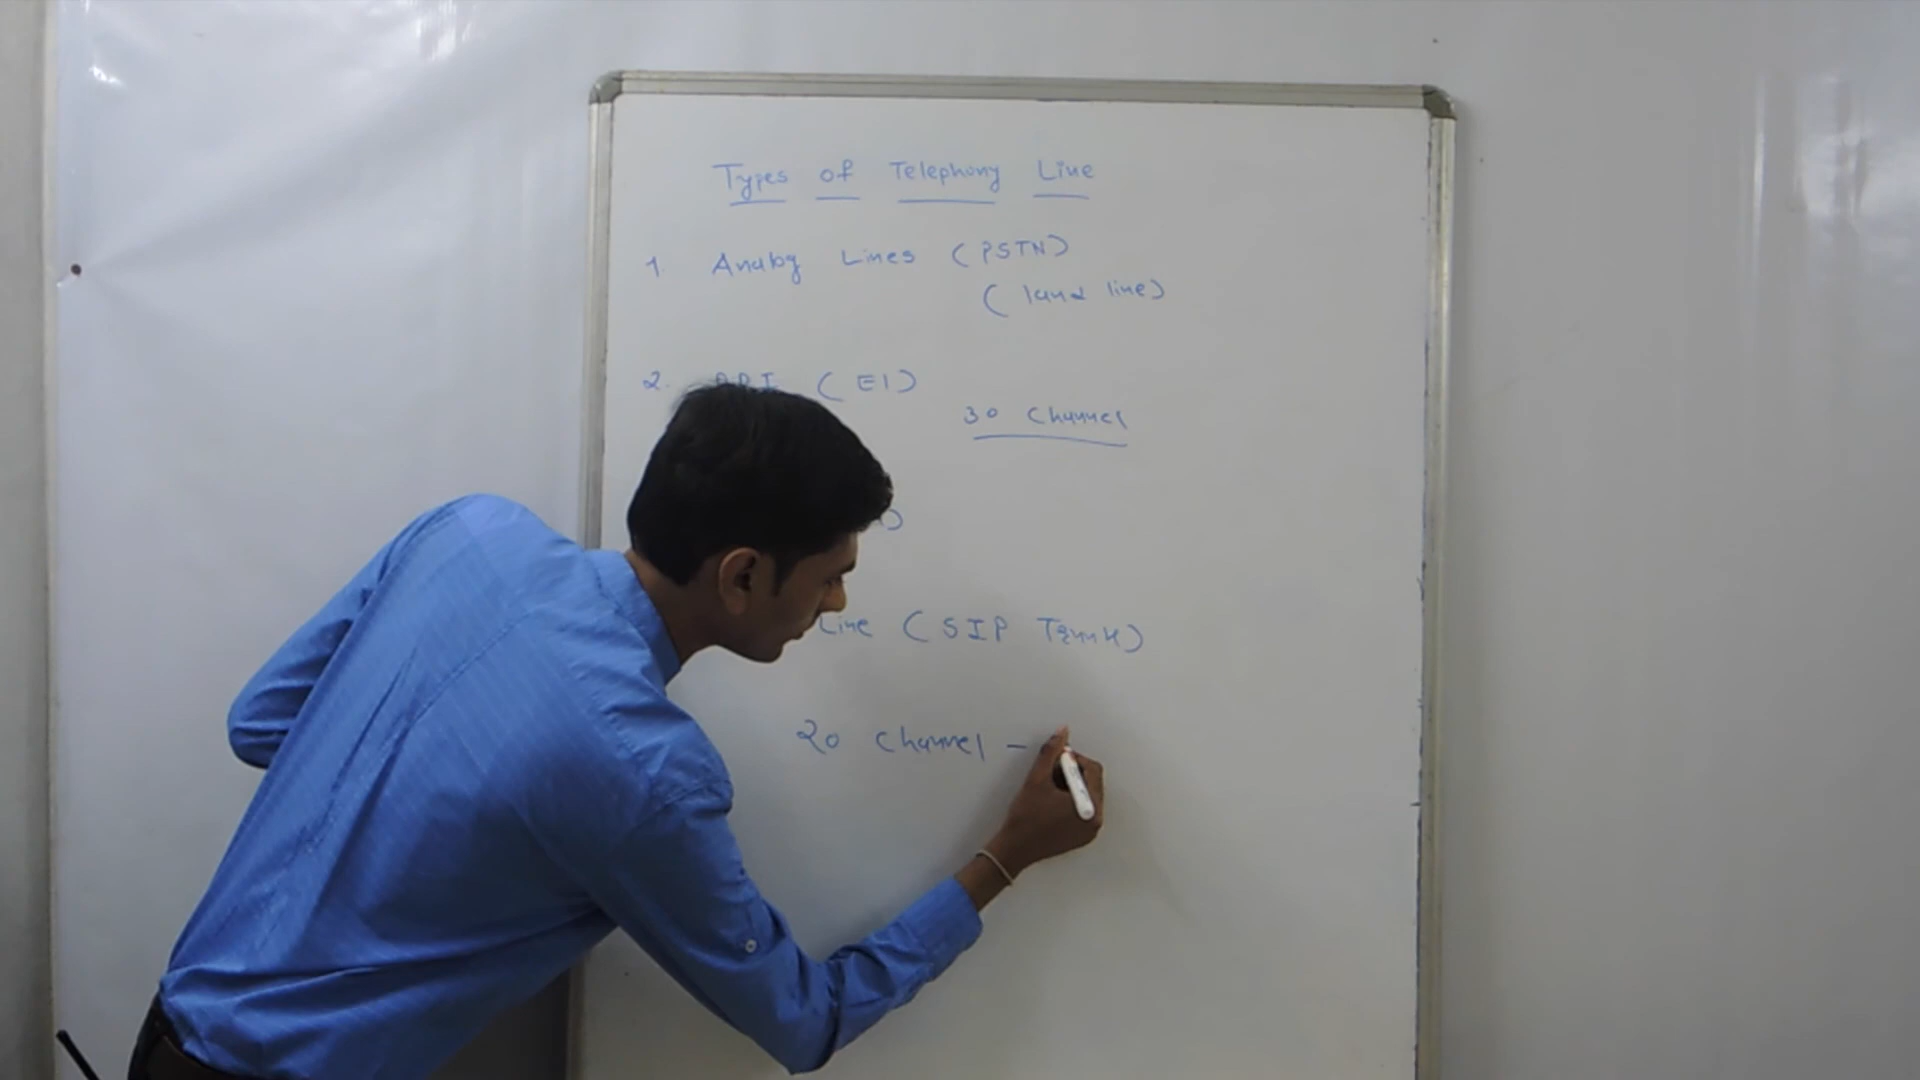 Types of Telephony Line
1 Analog Lines (PSTN)
(land line)
2. PRI (E1)
30 Channel
)
Line (SIP Trunk)
20 Channel -